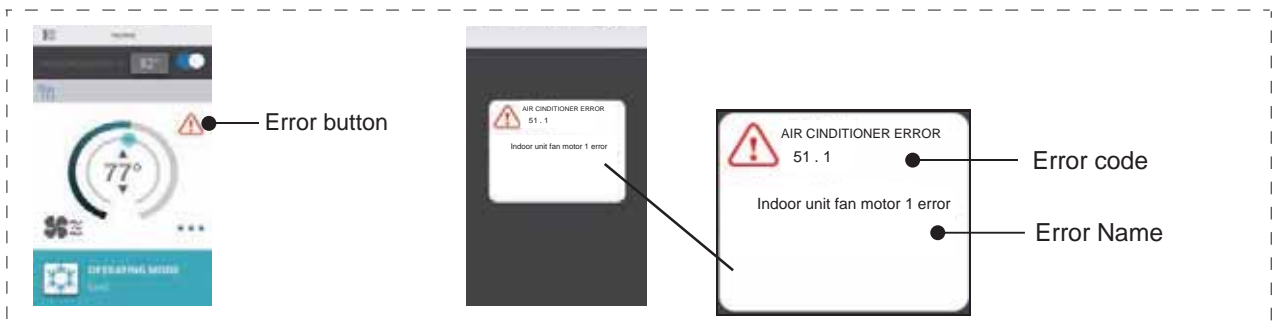 82°
77°
OPERATING MODE
Error button
AIR CINDITIONER ERROR
51 . 1
Indoor unit fan motor 1 error
AIR CINDITIONER ERROR
51 . 1
Indoor unit fan motor 1 error
Error code
Error Name